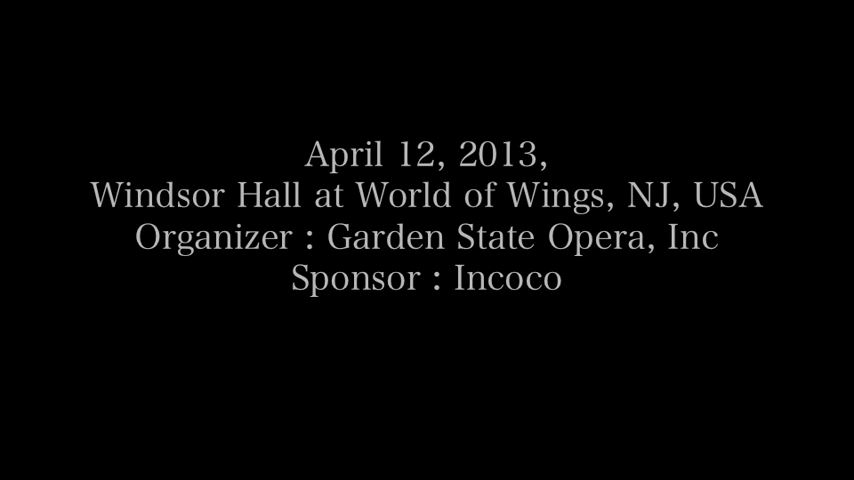 April 12, 2013,
Windsor Hall at World of Wings, NJ, USA
Organizer : Garden State Opera, Inc
Sponsor : Incoco